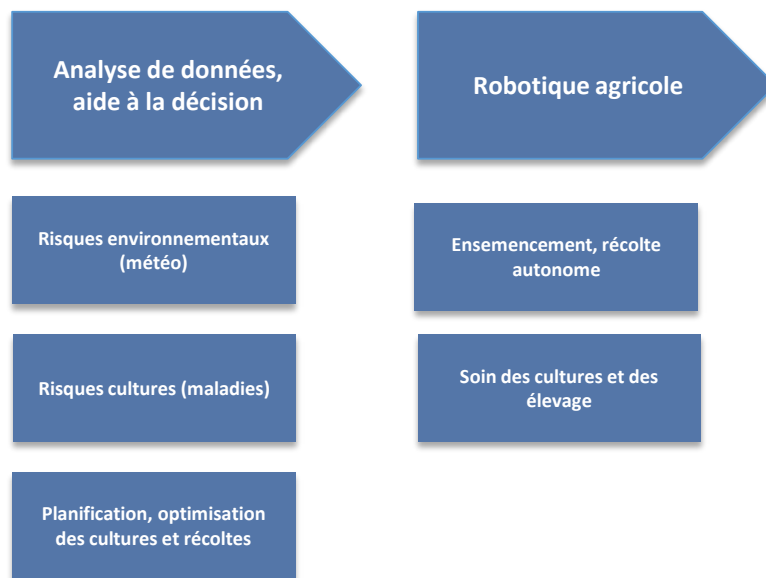 Analyse de données,
aide à la décision
Robotique agricole
Risques environnementaux
(météo)
Ensemencement, récolte
autonome
Risques cultures (maladies)
Soin des cultures et des
élevage
Planification, optimisation
des cultures et récoltes